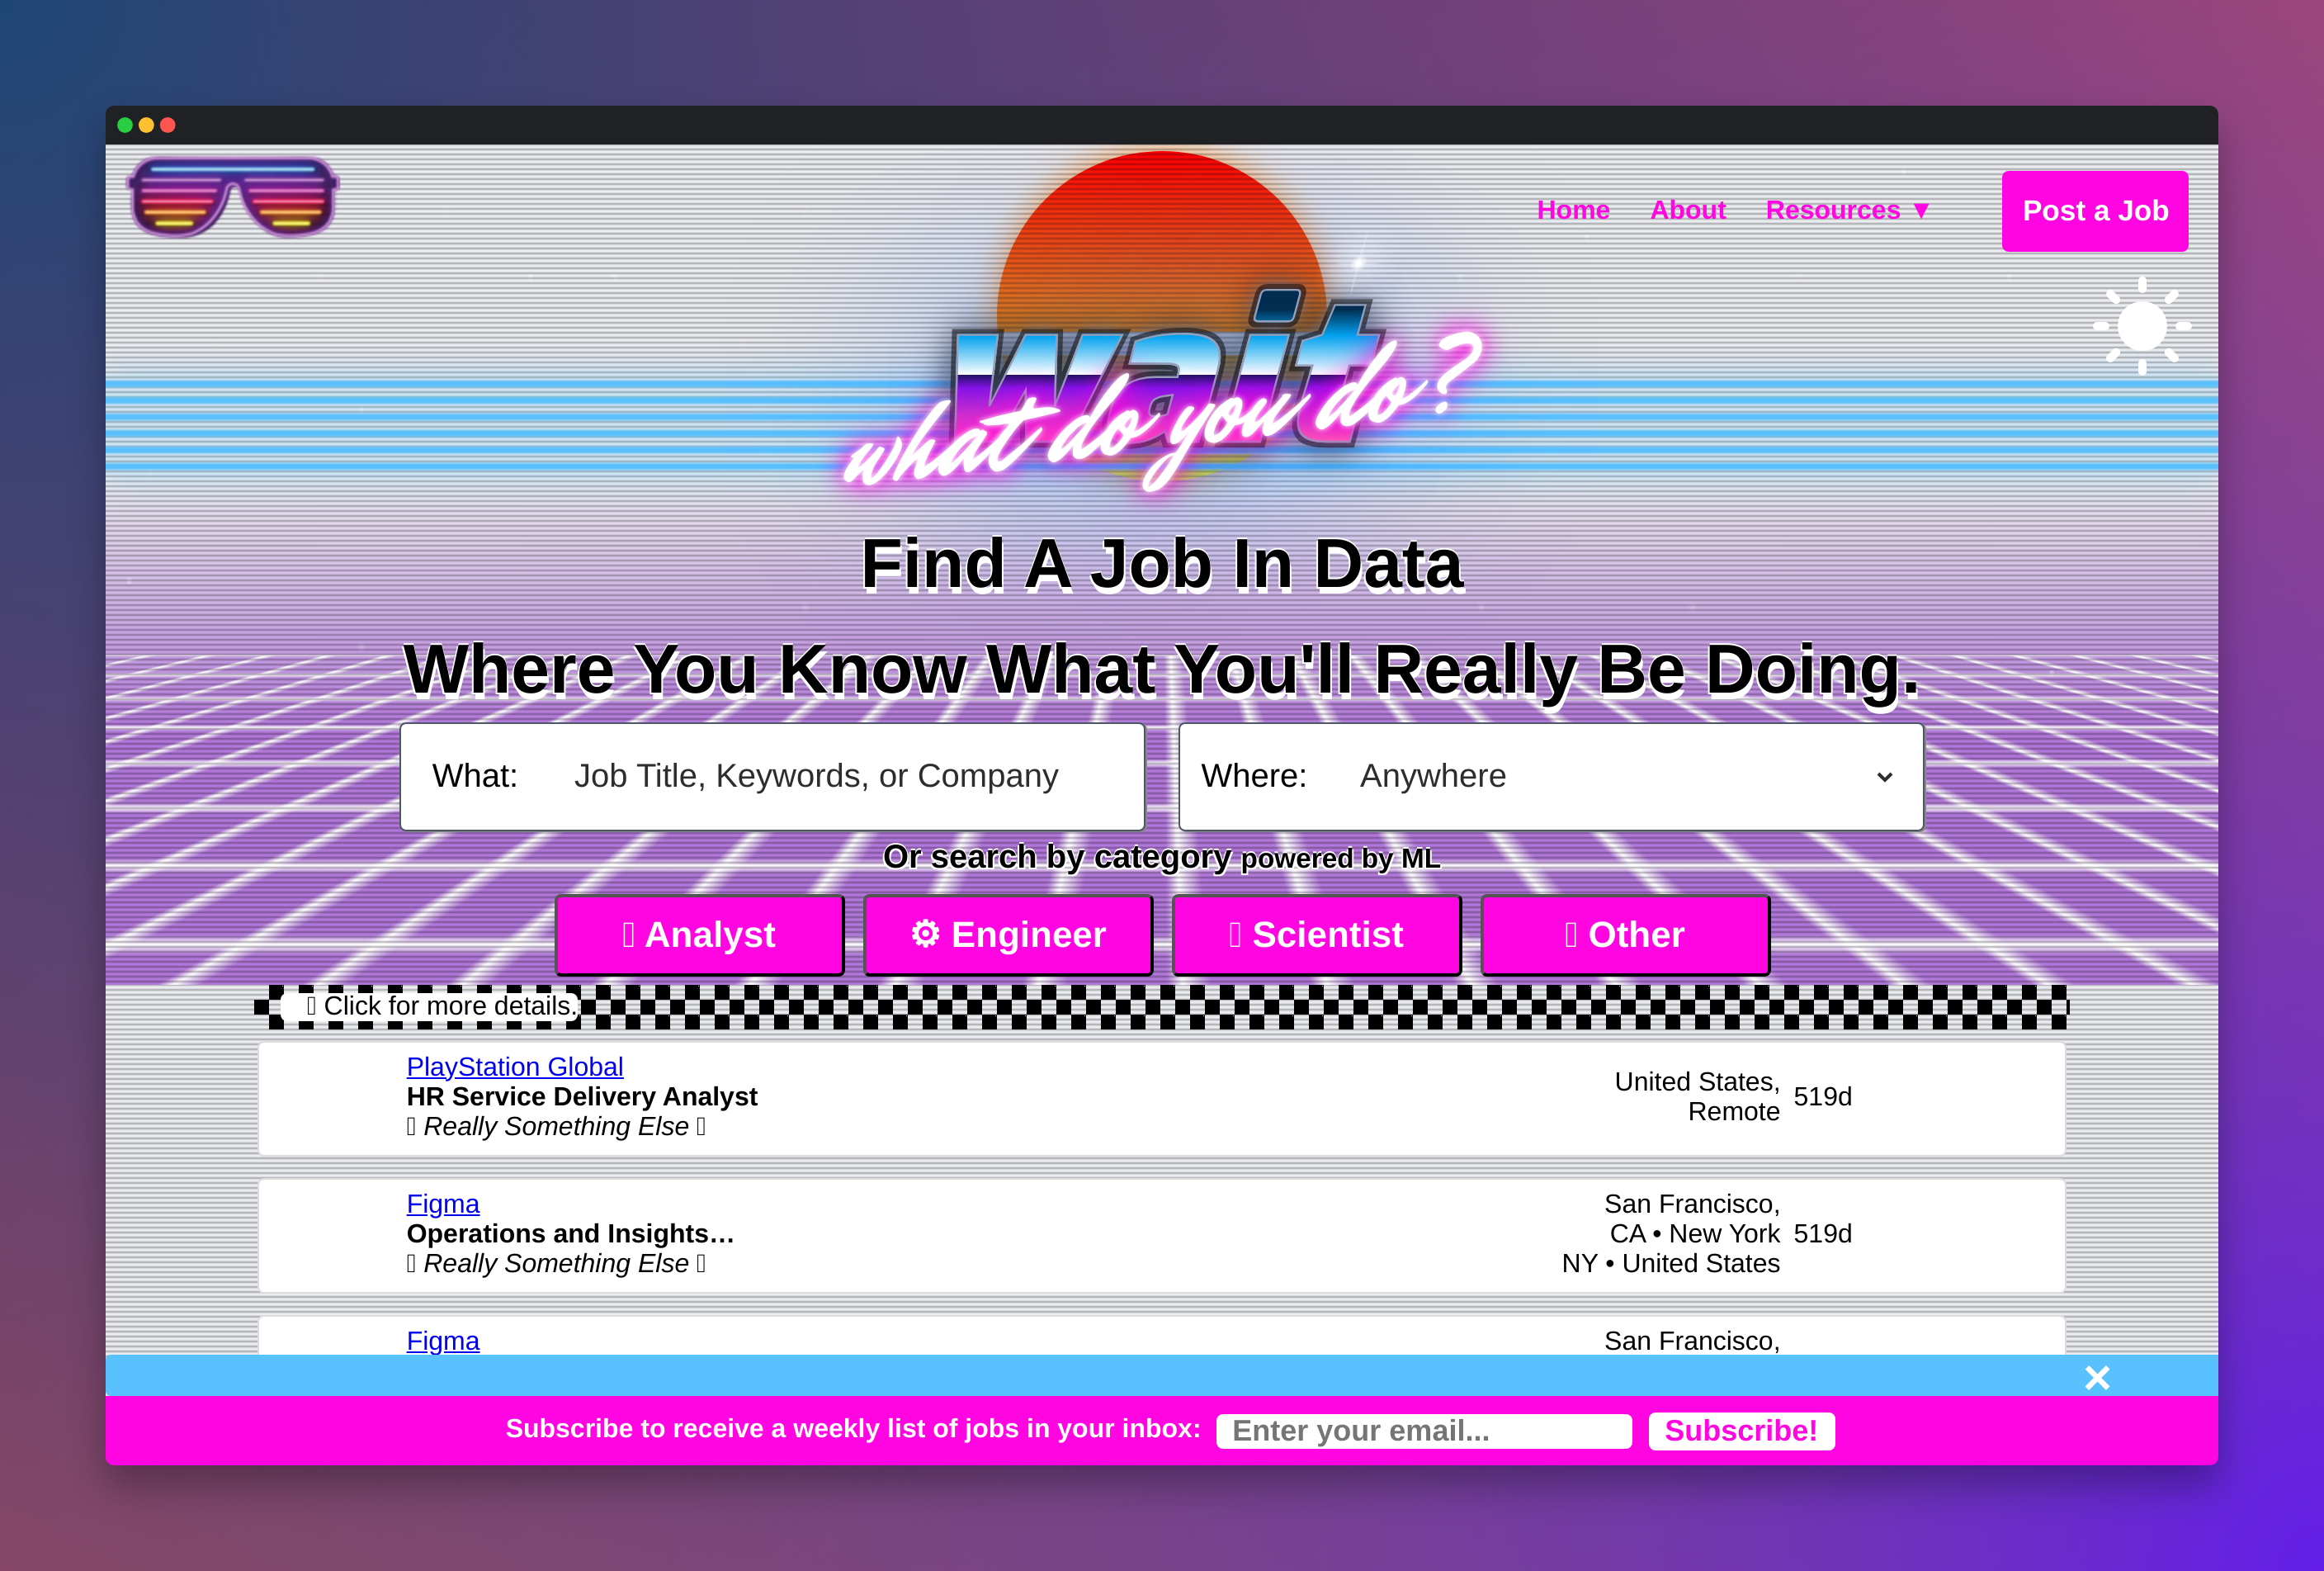 Home About Resources ▼ Post a Job
wait
what do you do?
Find A Job In Data
Where You Know What You'll Really Be Doing.
What: Job Title, Keywords, or Company Where: Anywhere
Or search by category powered by ML
Analyst ⚙ Engineer Scientist Other
Click for more details.
PlayStation Global
HR Service Delivery Analyst
Really Something Else
United States,
Remote
519d
Figma
Operations and Insights…
Really Something Else
San Francisco,
CA • New York
NY • United States
519d
Figma
San Francisco,
Subscribe to receive a weekly list of jobs in your inbox: Enter your email... Subscribe!